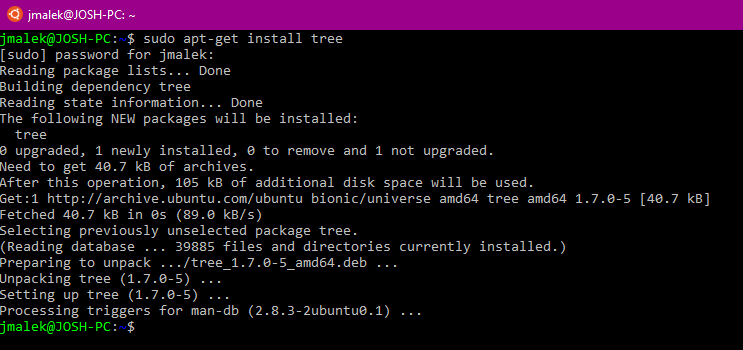 jmalek@JOSH-PC: ~
jmalek@JOSH-PC:~$ sudo apt-get install tree
[sudo] password for jmalek:
Reading package lists... Done
Building dependency tree
Reading state information... Done
The following NEW packages will be installed:
  tree
0 upgraded, 1 newly installed, 0 to remove and 1 not upgraded.
Need to get 40.7 kB of archives.
After this operation, 105 kB of additional disk space will be used.
Get:1 http://archive.ubuntu.com/ubuntu bionic/universe amd64 tree amd64 1.7.0-5 [40.7 kB]
Fetched 40.7 kB in 0s (89.0 kB/s)
Selecting previously unselected package tree.
(Reading database ... 39885 files and directories currently installed.)
Preparing to unpack .../tree_1.7.0-5_amd64.deb ...
Unpacking tree (1.7.0-5) ...
Setting up tree (1.7.0-5) ...
Processing triggers for man-db (2.8.3-2ubuntu0.1) ...
jmalek@JOSH-PC:~$